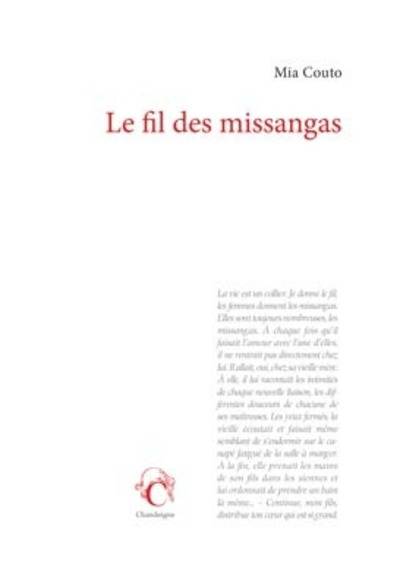 Mia Couto
Le fil des missangas
La vie est un collier. Je donne le fil,
les femmes donnent les missangas.
Elles sont toujours nombreuses, les
missangas. À chaque fois qu'il
faisait l'amour avec l'une d'elles,
il ne rentrait pas directement chez
lui. Il allait, oui, chez sa vieille mère.
À elle, il lui racontait les intimités
de chaque nouvelle liaison, les dif-
férentes douceurs de chacune de
ses maîtresses. Les yeux fermés, la
vieille écoutait et faisait même
semblant de s'endormir sur le ca-
napé fatigué de la salle à manger.
À la fin, elle prenait les mains
de son fils dans les siennes et
lui ordonnait de prendre un bain
là même... – Continue, mon fils,
distribue ton cœur qui est si grand.
C
Chandeigne